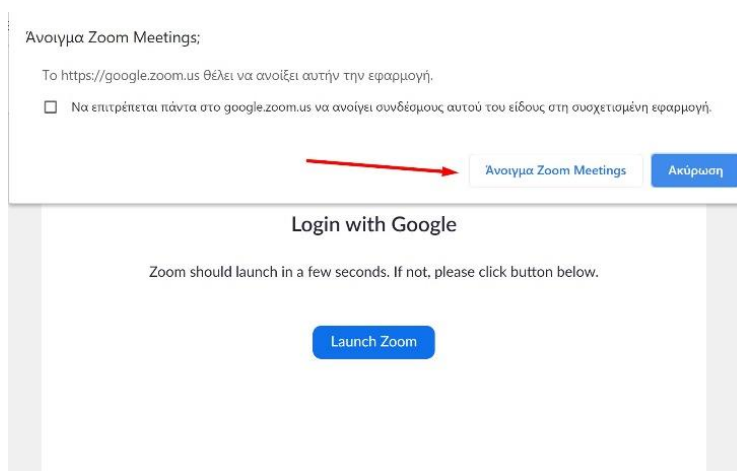 Άνοιγμα Zoom Meetings;
Το https://google.zoom.us θέλει να ανοίξει αυτήν την εφαρμογή.
Να επιτρέπεται πάντα στο google.zoom.us να ανοίγει συνδέσμους αυτού του είδους στη συσχετισμένη εφαρμογή.
Άνοιγμα Zoom Meetings
Ακύρωση
Login with Google
Zoom should launch in a few seconds. If not, please click button below.
Launch Zoom